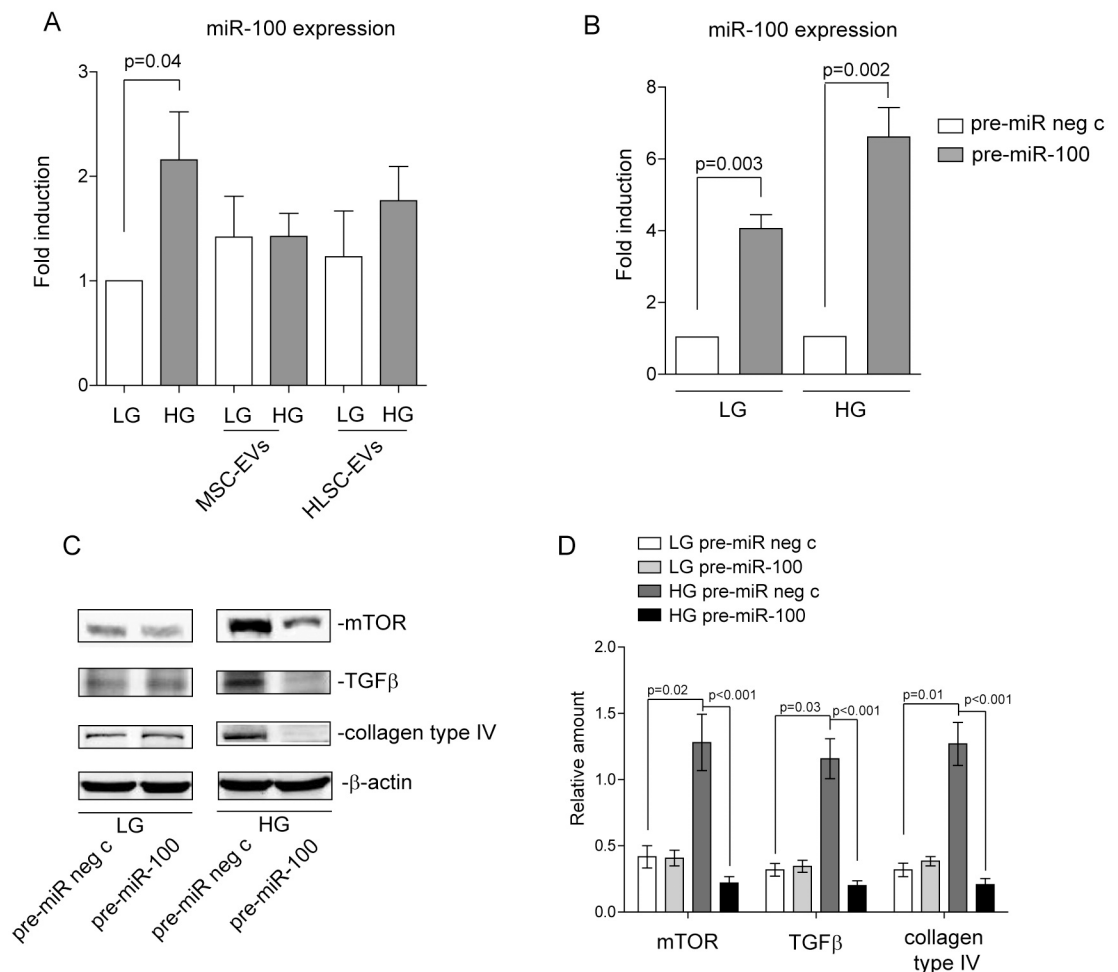 A
miR-100 expression
p=0.04
Fold induction
3
2
1
0
LG HG LG HG LG HG
MSC-EVs HLSC-EVs
B
miR-100 expression
p=0.002
p=0.003
pre-miR neg c
pre-miR-100
Fold induction
8
6
4
2
0
LG HG
C
-mTOR
-TGFβ
-collagen type IV
-β-actin
LG HG
pre-miR neg c pre-miR-100 pre-miR neg c pre-miR-100
D
LG pre-miR neg c
LG pre-miR-100
HG pre-miR neg c
HG pre-miR-100
Relative amount
2.0
1.5
1.0
0.5
0.0
p=0.02 p<0.001 p=0.03 p<0.001 p=0.01 p<0.001
mTOR TGFβ collagen
type IV